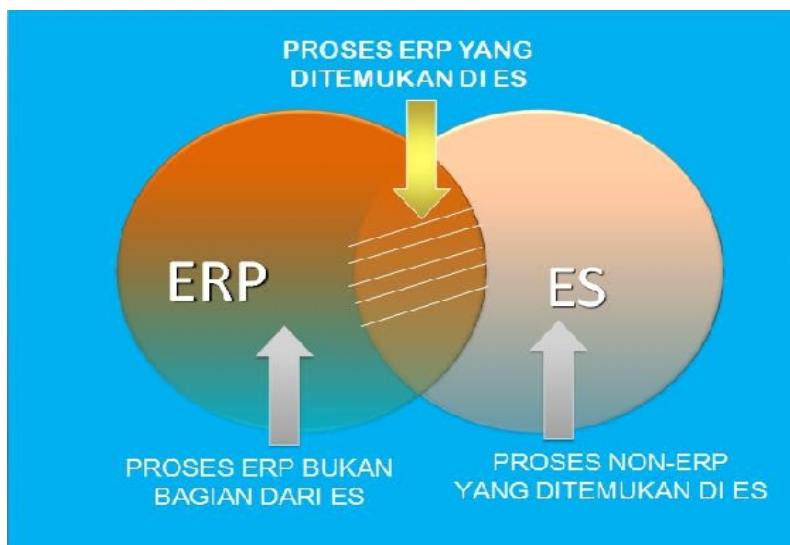 PROSES ERP YANG
DITEMUKAN DI ES
ERP
ES
PROSES ERP BUKAN
BAGIAN DARI ES
PROSES NON-ERP
YANG DITEMUKAN DI ES